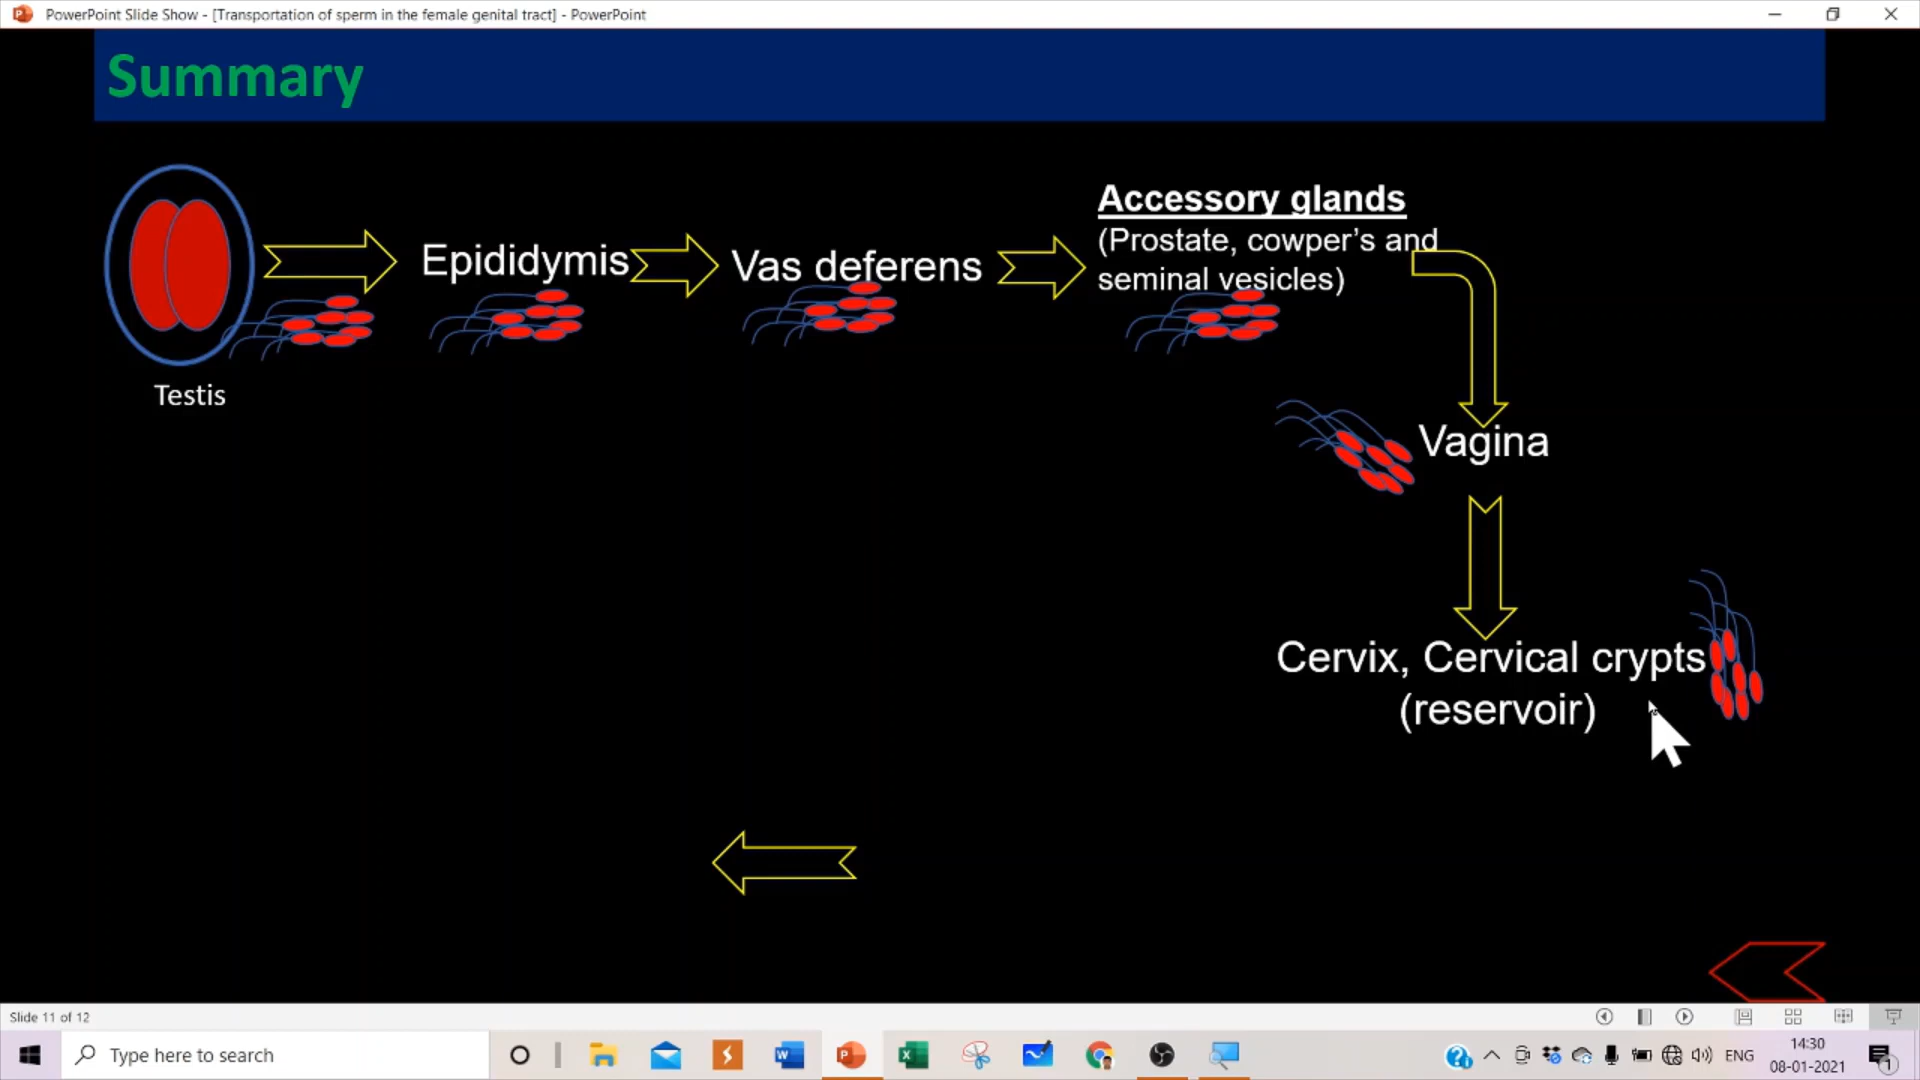 PowerPoint Slide Show - [Transportation of sperm in the female genital tract] - PowerPoint
Summary
Accessory glands
(Prostate, cowper's and
seminal vesicles)
Epididymis
Vas deferens
Testis
Vagina
Cervix, Cervical crypts
(reservoir)
Slide 11 of 12
Type here to search
ENG
14:30
08-01-2021
1